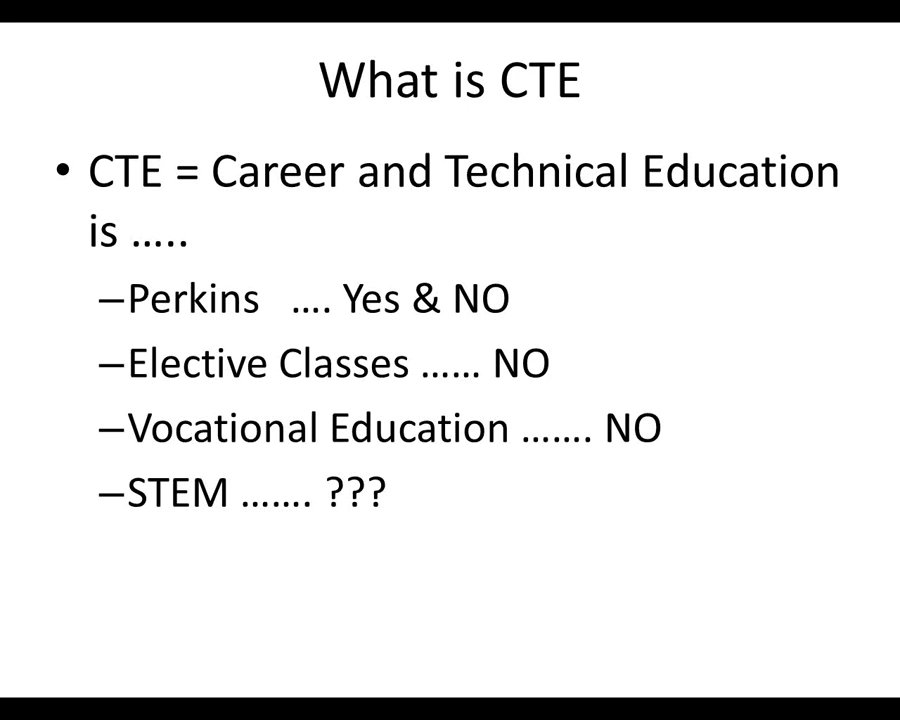 What is CTE
• CTE = Career and Technical Education
is …..
–Perkins …. Yes & NO
–Elective Classes …… NO
–Vocational Education ……. NO
–STEM ……. ???